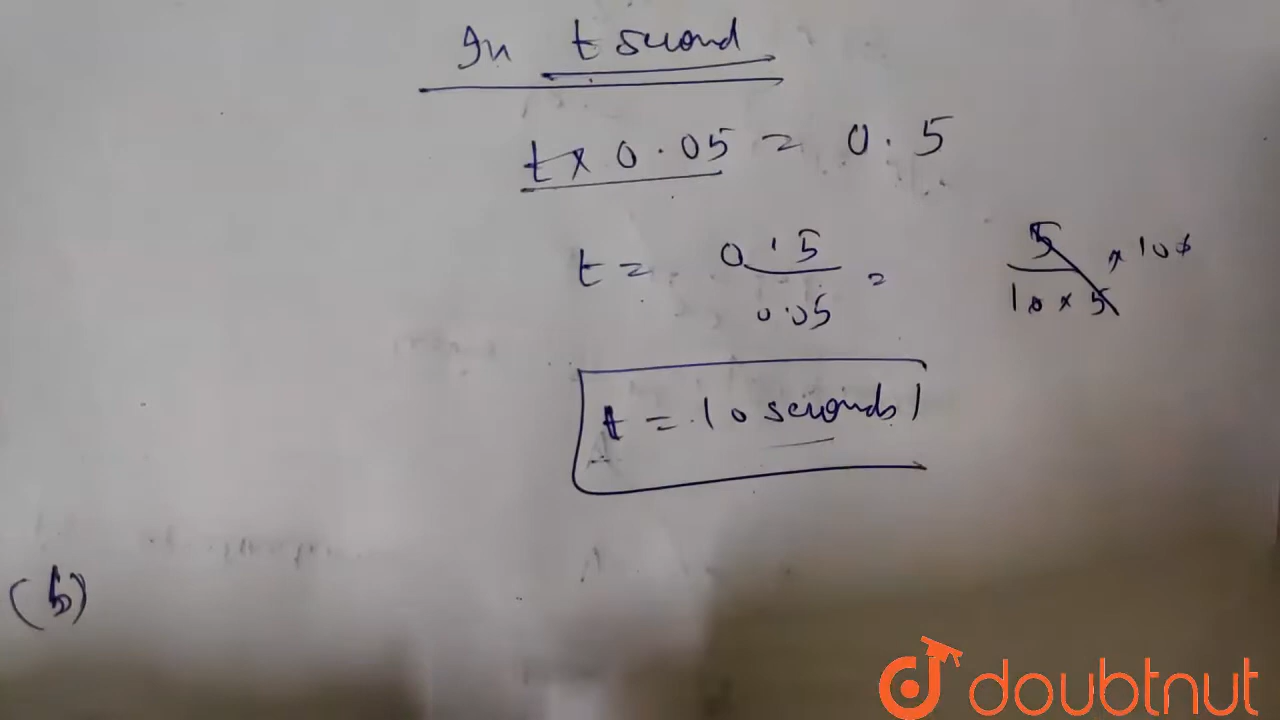 In t second
t x 0.05 = 0.5
t = 0.5 / 0.05 = 5 / 10 x 5 x 100
t = 10 seconds
(b)
doubtnut